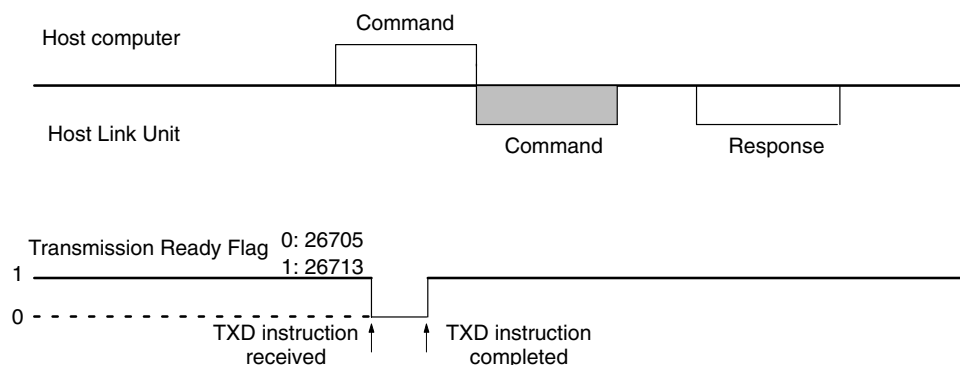 Command
Host computer
Host Link Unit
Command
Response
Transmission Ready Flag
0: 26705
1: 26713
1
0
TXD instruction
received
TXD instruction
completed